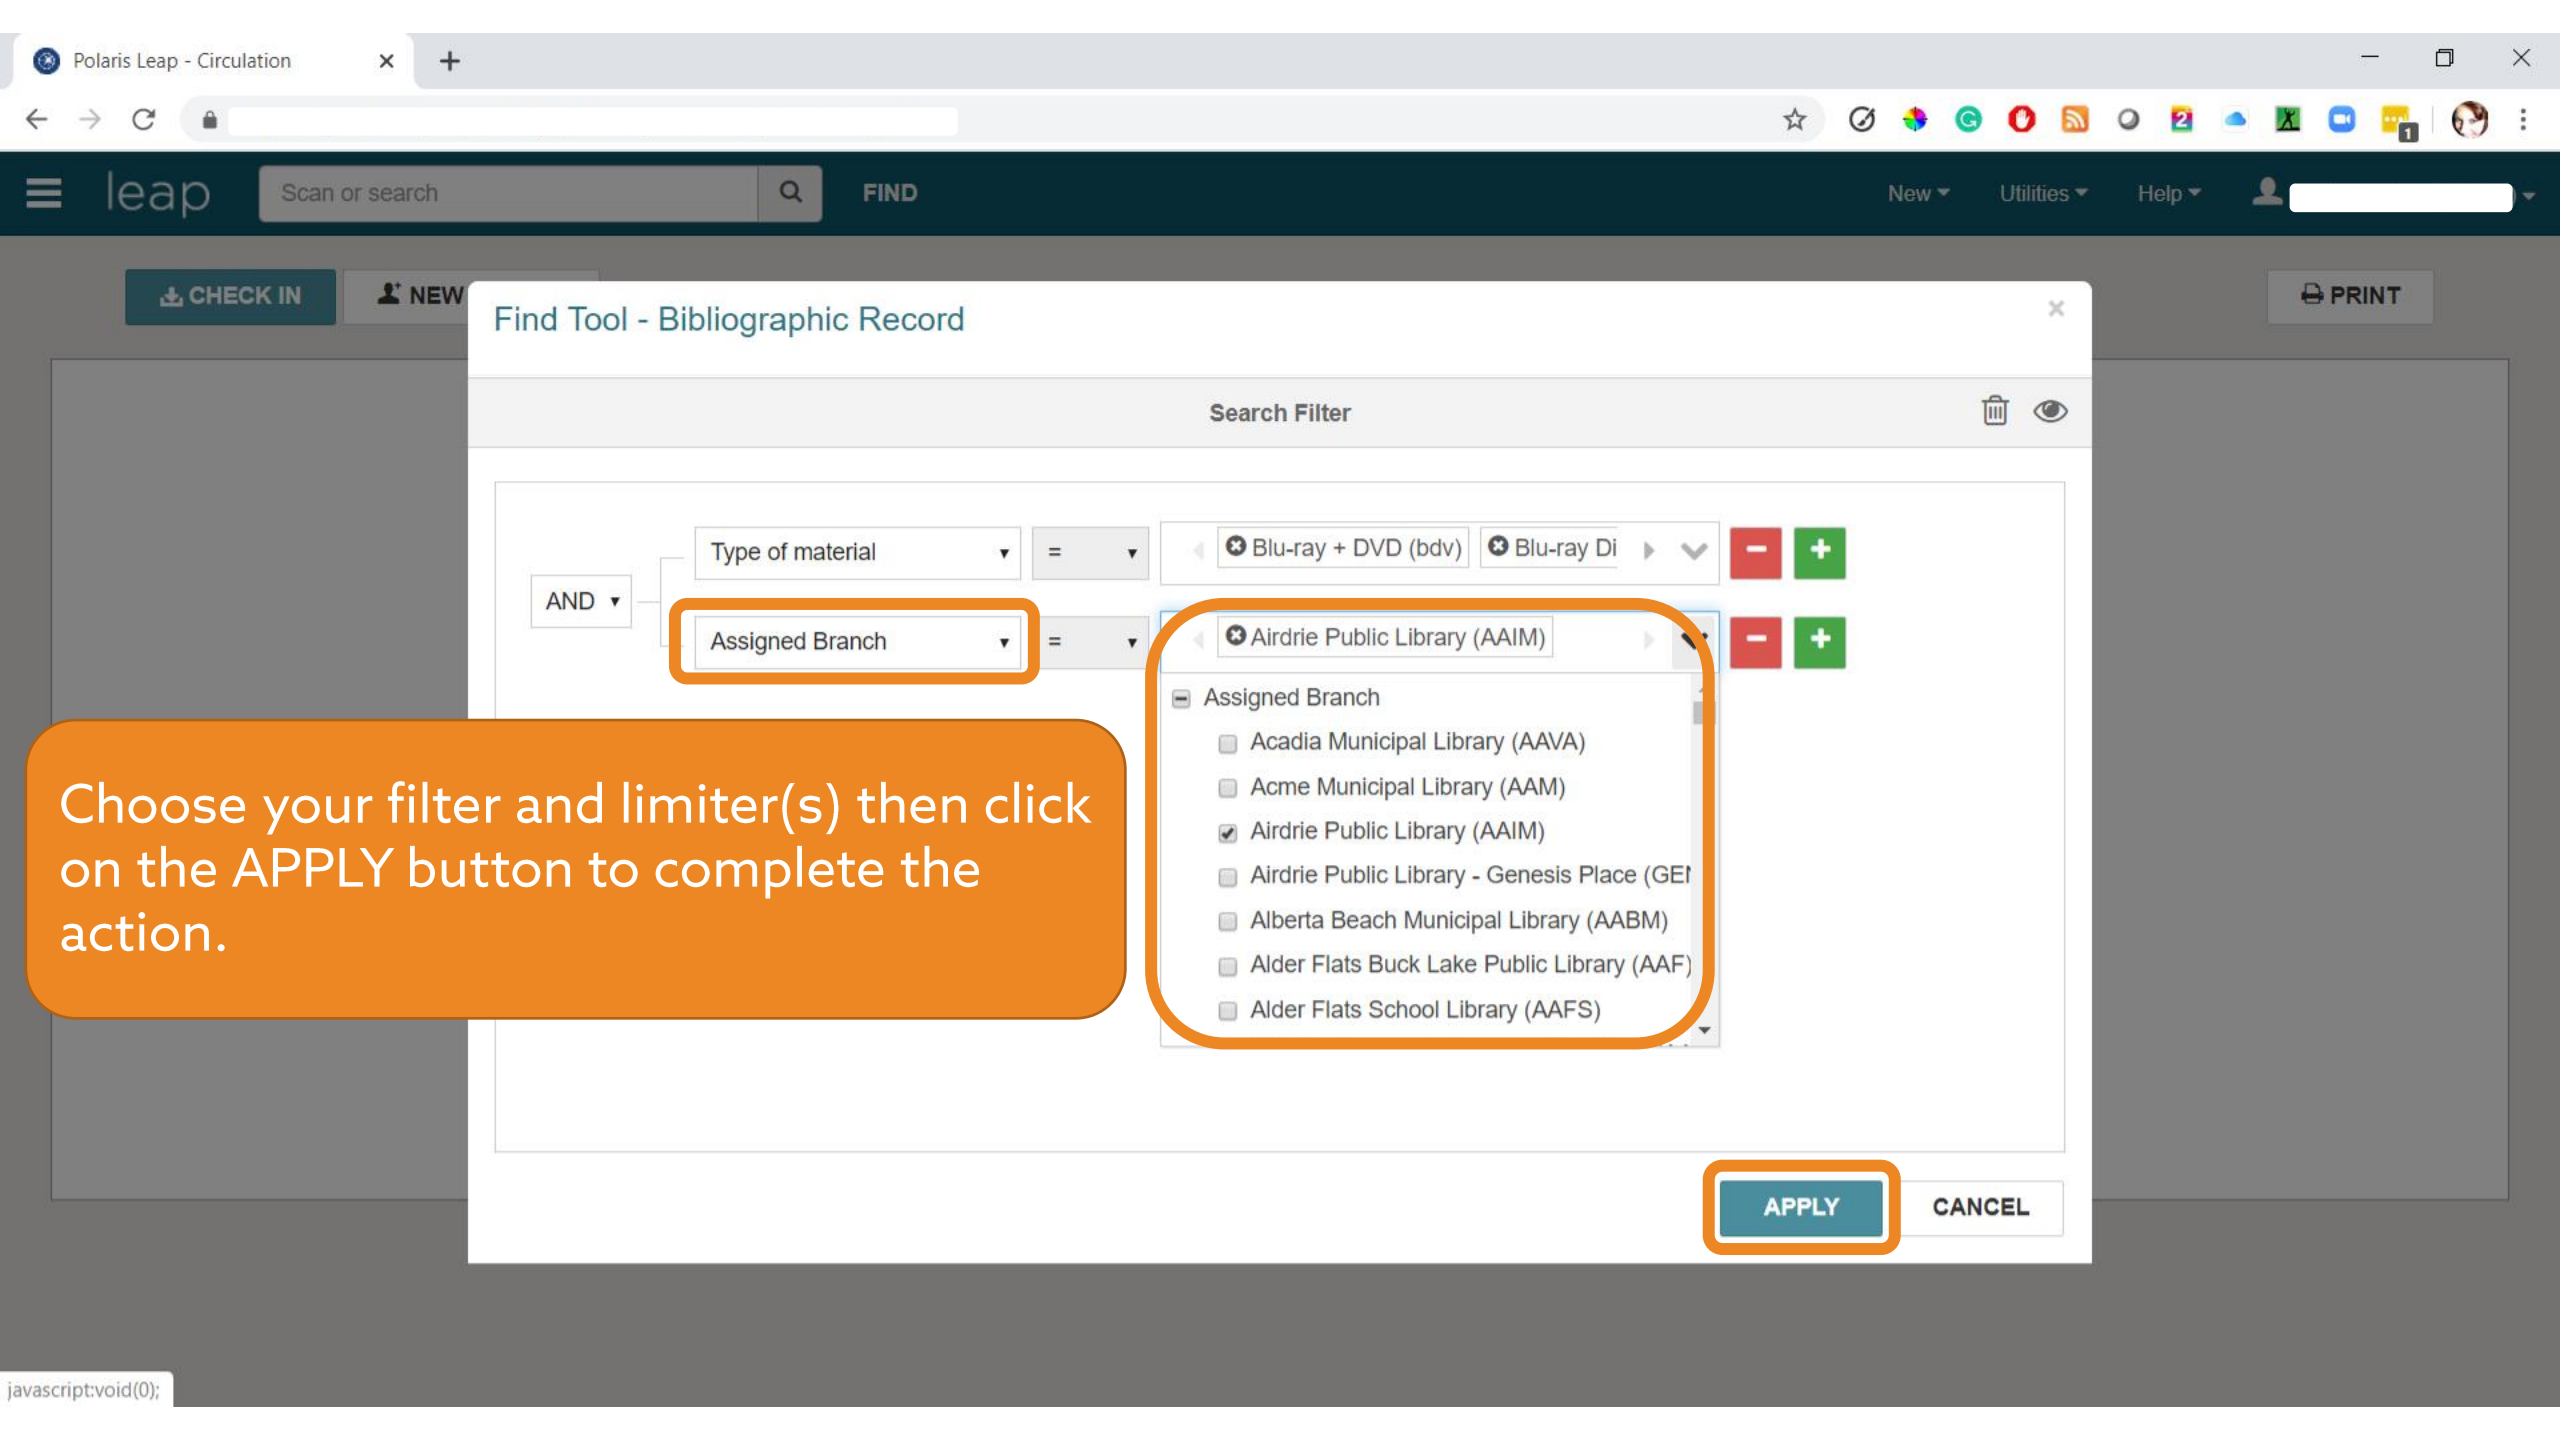 Polaris Leap - Circulation
1
leap
Scan or search
FIND
New
Utilities
Help
CHECK IN
NEW
PRINT
Find Tool - Bibliographic Record
Search Filter
AND
Type of material
=
Blu-ray + DVD (bdv)
Blu-ray Di
Assigned Branch
=
Airdrie Public Library (AAIM)
Assigned Branch
Acadia Municipal Library (AAVA)
Acme Municipal Library (AAM)
Airdrie Public Library (AAIM)
Airdrie Public Library - Genesis Place (GEN
Alberta Beach Municipal Library (AABM)
Alder Flats Buck Lake Public Library (AAF)
Alder Flats School Library (AAFS)
Choose your filter and limiter(s) then click
on the APPLY button to complete the
action.
APPLY
CANCEL
javascript:void(0);